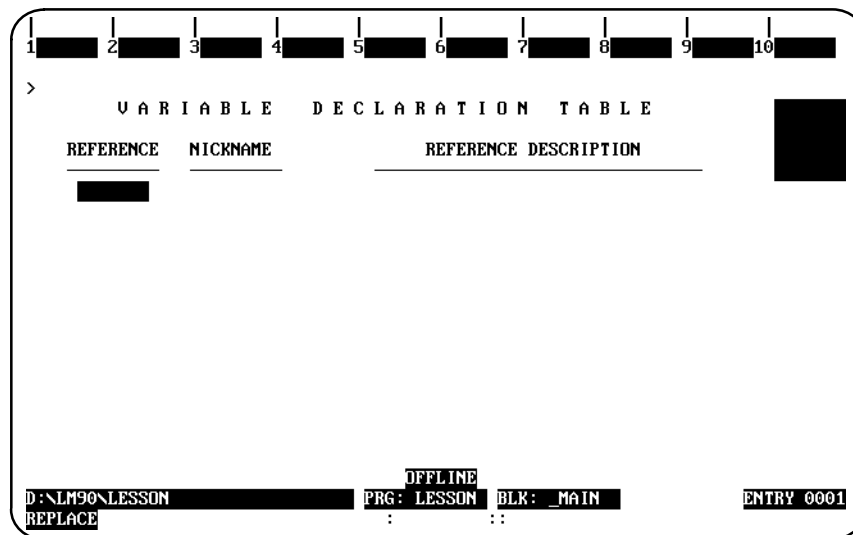 1 2 3 4 5 6 7 8 9 10
>
VARIABLE DECLARATION TABLE
REFERENCE NICKNAME REFERENCE DESCRIPTION
OFFLINE
D:\LM90\LESSON PRG: LESSON BLK: _MAIN ENTRY 0001
REPLACE : ::